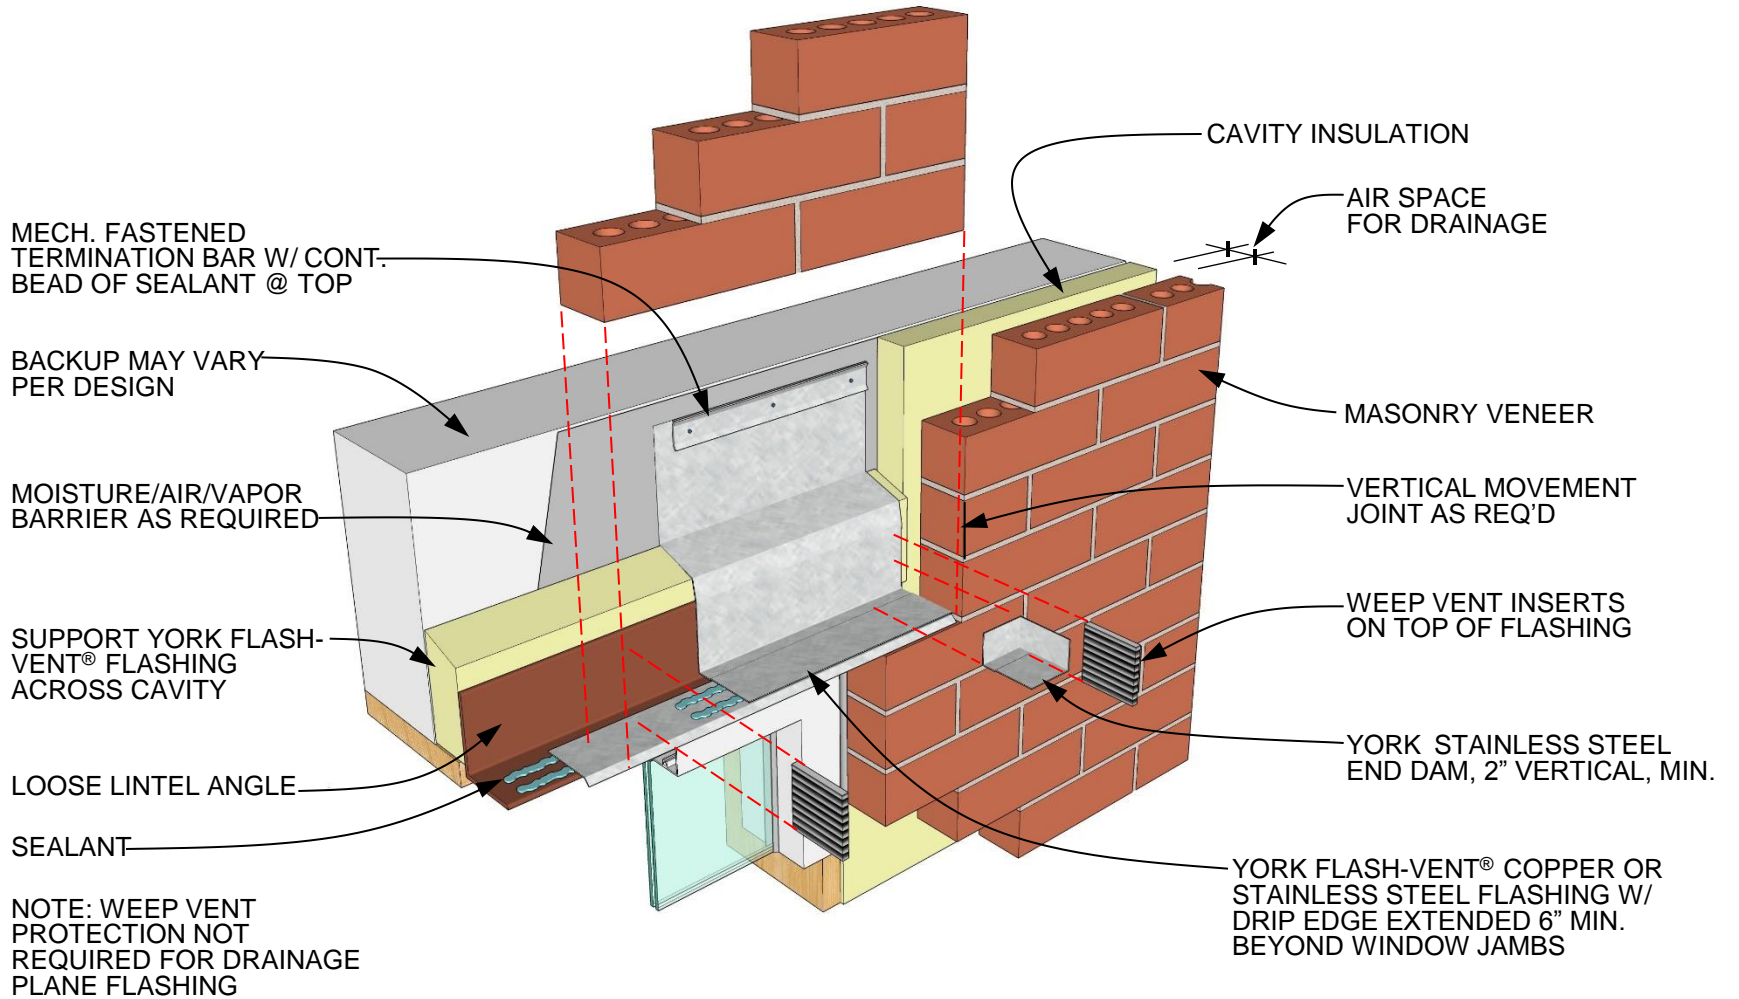 MECH. FASTENED
TERMINATION BAR W/ CONT.
BEAD OF SEALANT @ TOP
BACKUP MAY VARY
PER DESIGN
MOISTURE/AIR/VAPOR
BARRIER AS REQUIRED
SUPPORT YORK FLASH-
VENT® FLASHING
ACROSS CAVITY
LOOSE LINTEL ANGLE
SEALANT
NOTE: WEEP VENT
PROTECTION NOT
REQUIRED FOR DRAINAGE
PLANE FLASHING
CAVITY INSULATION
AIR SPACE
FOR DRAINAGE
MASONRY VENEER
VERTICAL MOVEMENT
JOINT AS REQ'D
WEEP VENT INSERTS
ON TOP OF FLASHING
YORK STAINLESS STEEL
END DAM, 2” VERTICAL, MIN.
YORK FLASH-VENT® COPPER OR
STAINLESS STEEL FLASHING W/
DRIP EDGE EXTENDED 6” MIN.
BEYOND WINDOW JAMBS